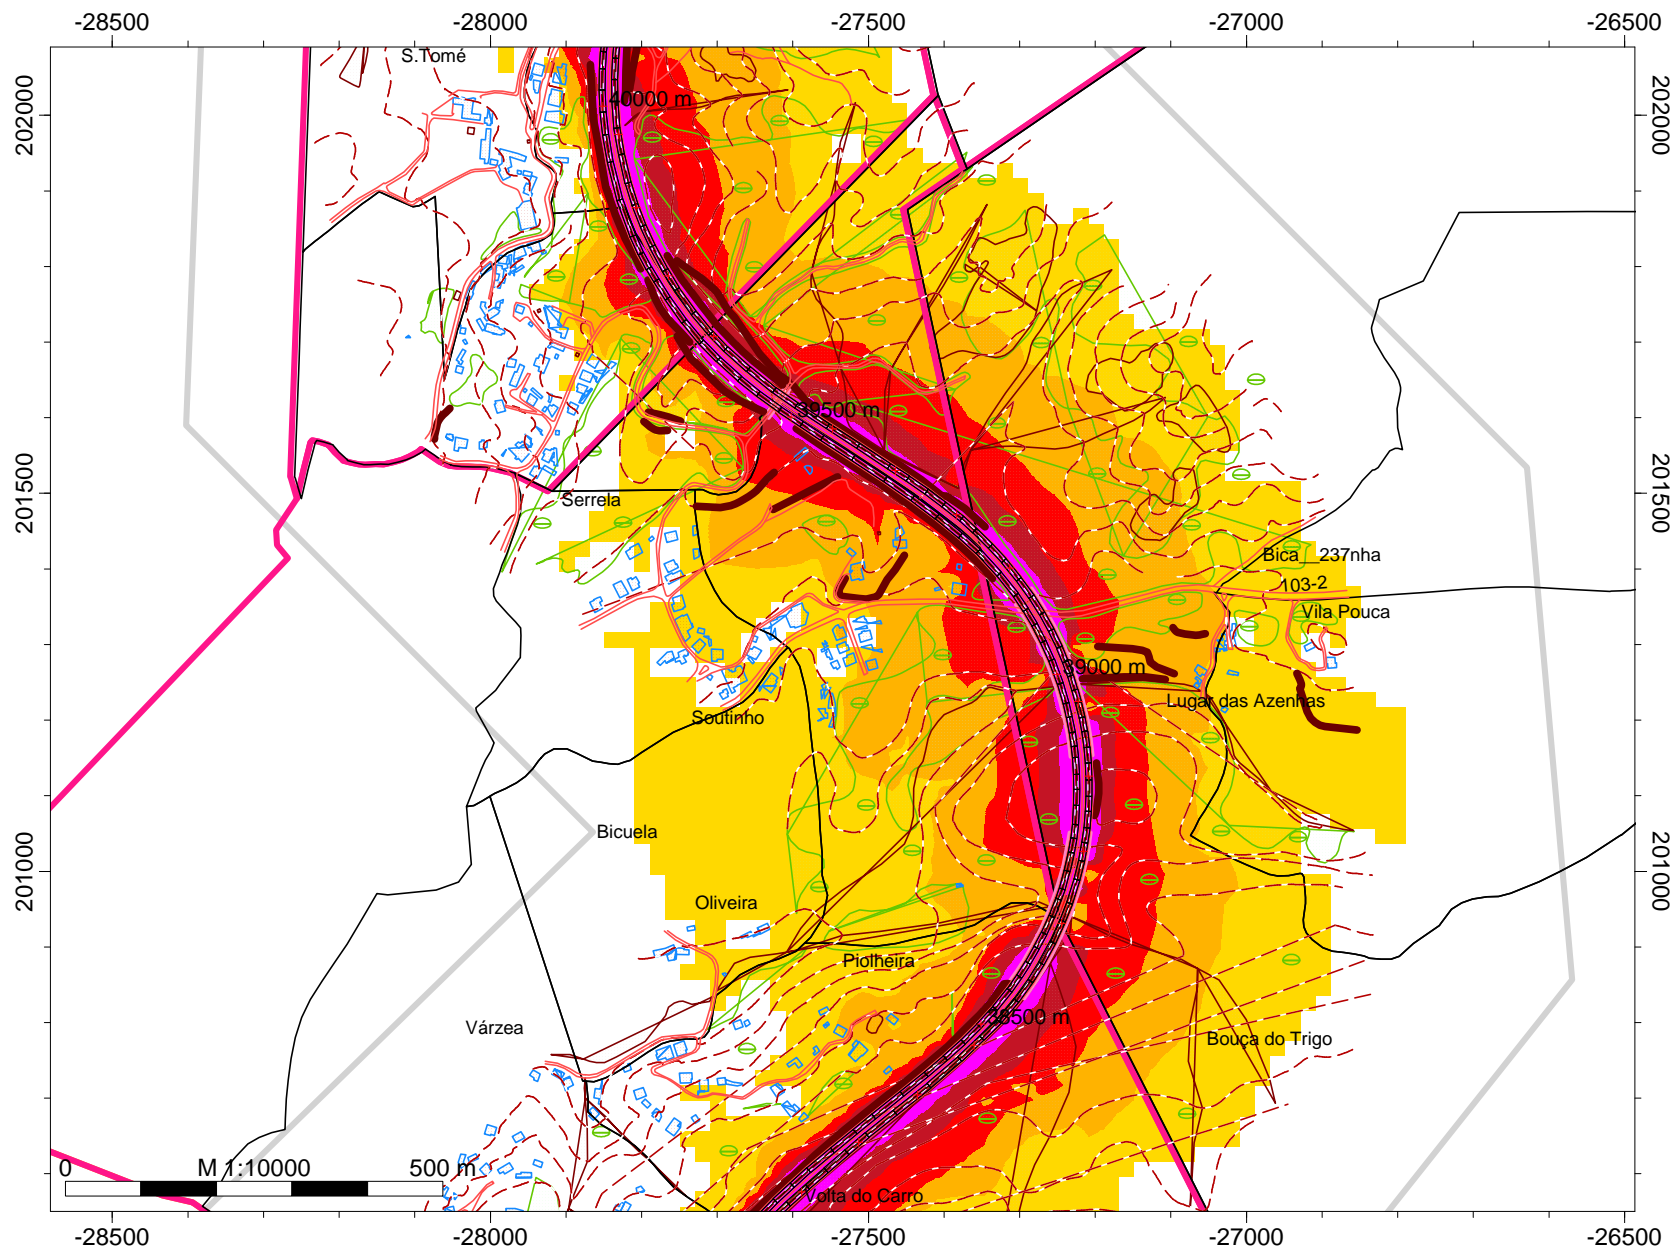 -28500 -28000 -27500 -27000 -26500
S.Tomé
40000 m
202000
202000
39500 m
201500
201500
Serrela
Bica__237nha
103-2
Vila Pouca
39000 m
Lugar das Azenhas
Soutinho
Bicuela
201000
201000
Oliveira
Piolheira
38500 m
Várzea
Bouça do Trigo
0 M 1:10000 500 m
Volta do Carro
-28500 -28000 -27500 -27000 -26500